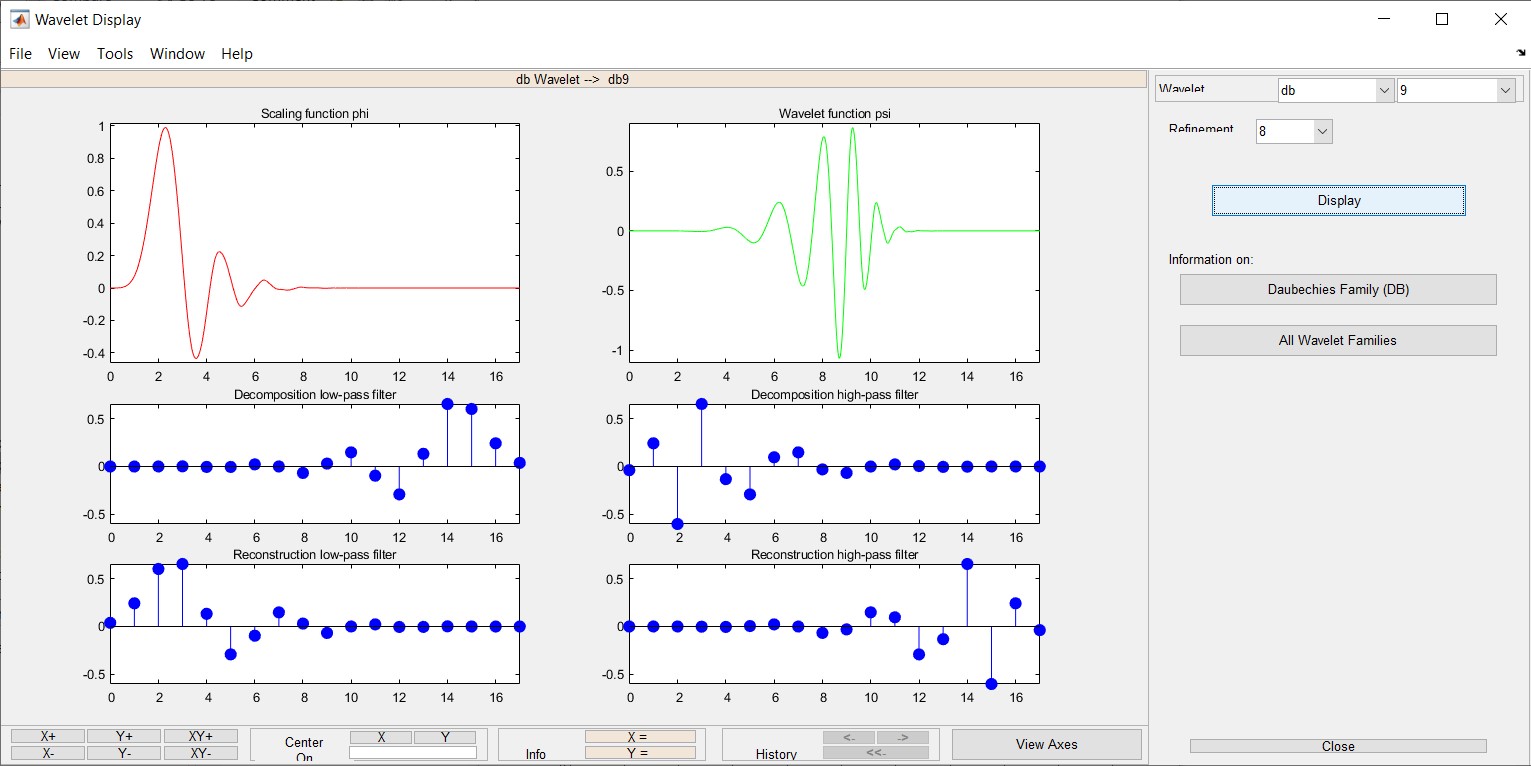 Wavelet Display
File View Tools Window Help
db Wavelet --> db9
Scaling function phi
1
0.8
0.6
0.4
0.2
0
-0.2
-0.4
0 2 4 6 8 10 12 14 16
Wavelet function psi
0.5
0
-0.5
-1
0 2 4 6 8 10 12 14 16
Decomposition low-pass filter
0.5
0
-0.5
0 2 4 6 8 10 12 14 16
Decomposition high-pass filter
0.5
0
-0.5
0 2 4 6 8 10 12 14 16
Reconstruction low-pass filter
0.5
0
-0.5
0 2 4 6 8 10 12 14 16
Reconstruction high-pass filter
0.5
0
-0.5
0 2 4 6 8 10 12 14 16
Wavelet db 9
Refinement 8
Display
Information on:
Daubechies Family (DB)
All Wavelet Families
X+ Y+ XY+
X- Y- XY-
Center On X Y
Info X =
Y =
History <- ->
<<-
View Axes
Close